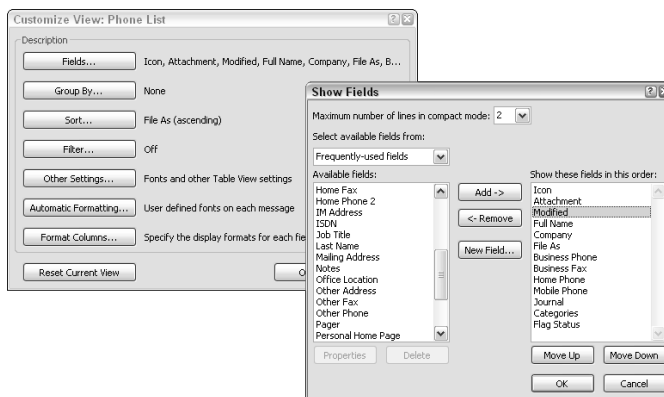 Customize View: Phone List
Description
Fields... Icon, Attachment, Modified, Full Name, Company, File As, B...
Group By... None
Sort... File As (ascending)
Filter... Off
Other Settings... Fonts and other Table View settings
Automatic Formatting... User defined fonts on each message
Format Columns... Specify the display formats for each fie
Reset Current View O
Show Fields
Maximum number of lines in compact mode: 2
Select available fields from:
Frequently-used fields
Available fields:
Home Fax
Home Phone 2
IM Address
ISDN
Job Title
Last Name
Mailing Address
Notes
Office Location
Other Address
Other Fax
Other Phone
Pager
Personal Home Page
Properties Delete
Add ->
<- Remove
New Field...
Show these fields in this order:
Icon
Attachment
Modified
Full Name
Company
File As
Business Phone
Business Fax
Home Phone
Mobile Phone
Journal
Categories
Flag Status
Move Up Move Down
OK Cancel